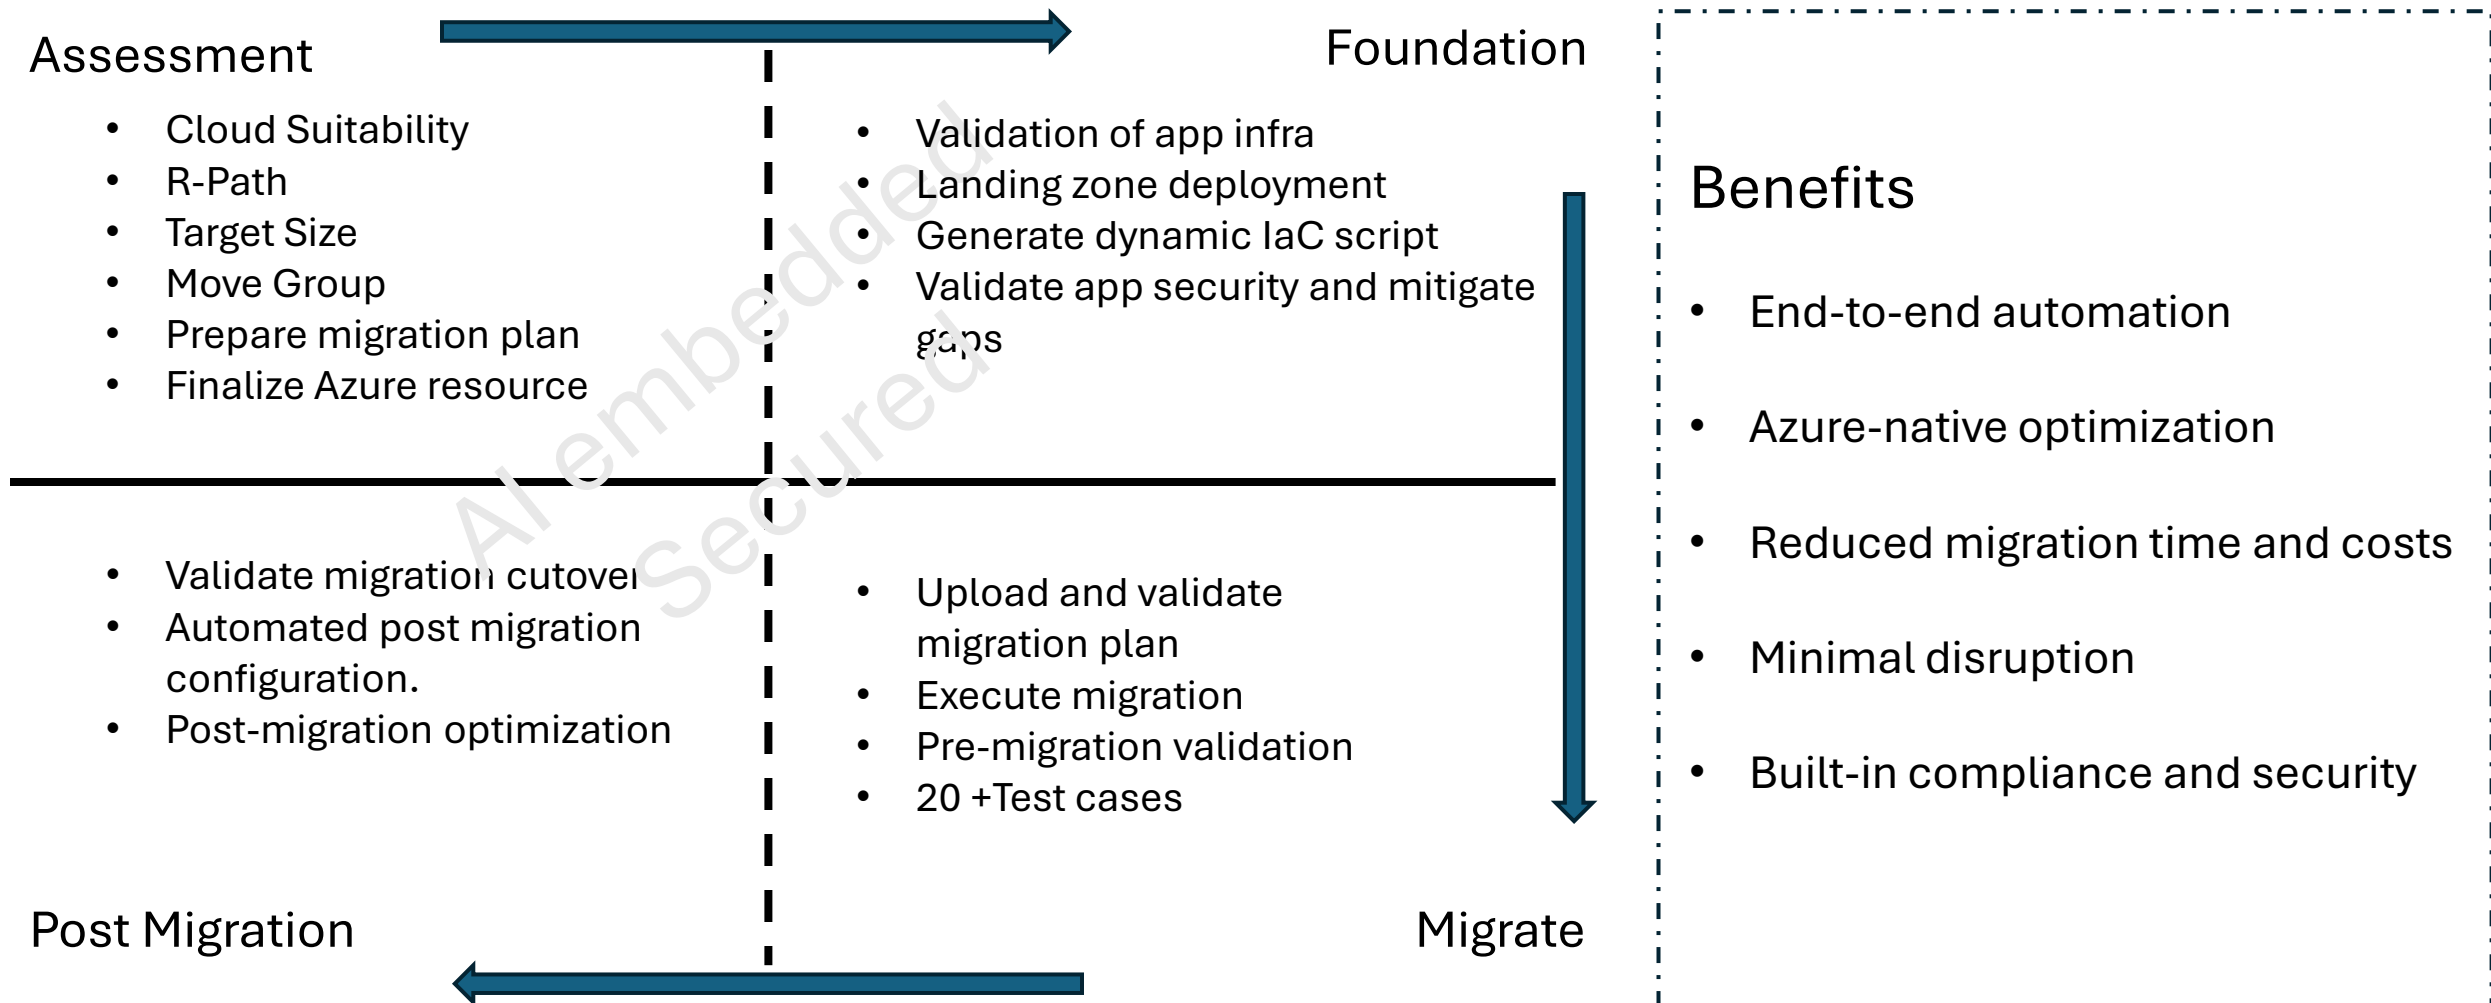 Assessment
• Cloud Suitability
• R-Path
• Target Size
• Move Group
• Prepare migration plan
• Finalize Azure resource
Foundation
• Validation of app infra
• Landing zone deployment
• Generate dynamic IaC script
• Validate app security and mitigate
gaps
AI embedded
Secured
• Validate migration cutover
• Automated post migration
configuration.
• Post-migration optimization
Post Migration
• Upload and validate
migration plan
• Execute migration
• Pre-migration validation
• 20 +Test cases
Migrate
Benefits
• End-to-end automation
• Azure-native optimization
• Reduced migration time and costs
• Minimal disruption
• Built-in compliance and security